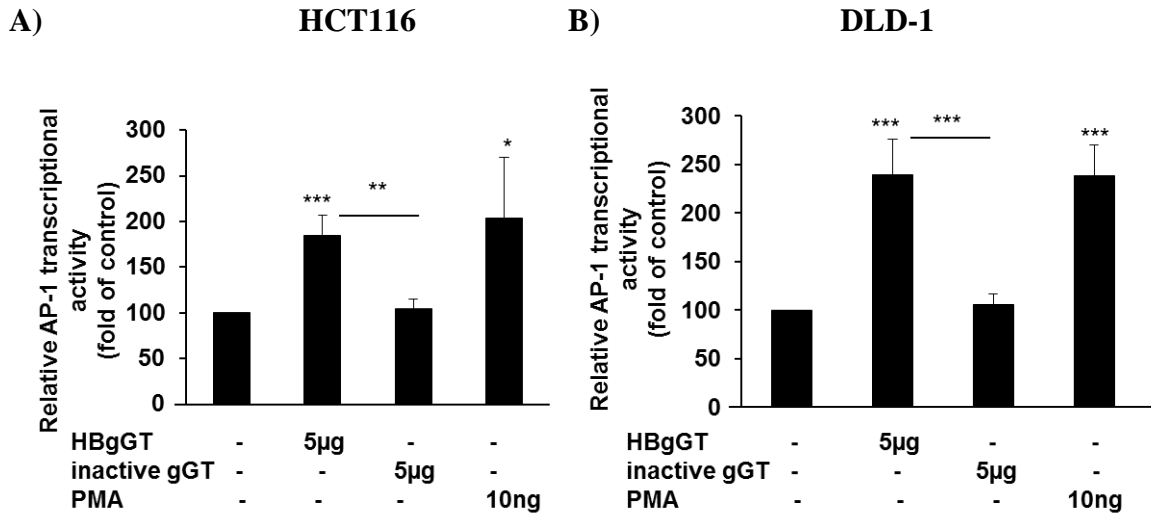 A) HCT116
Relative AP-1 transcriptional
activity
(fold of control)
300
250
200
150
100
50
0
***
**
*
HBgGT - 5µg - -
inactive gGT - - 5µg -
PMA - - - 10ng
B) DLD-1
Relative AP-1 transcriptional
activity
(fold of control)
300
250
200
150
100
50
0
***
***
***
HBgGT - 5µg - -
inactive gGT - - 5µg -
PMA - - - 10ng